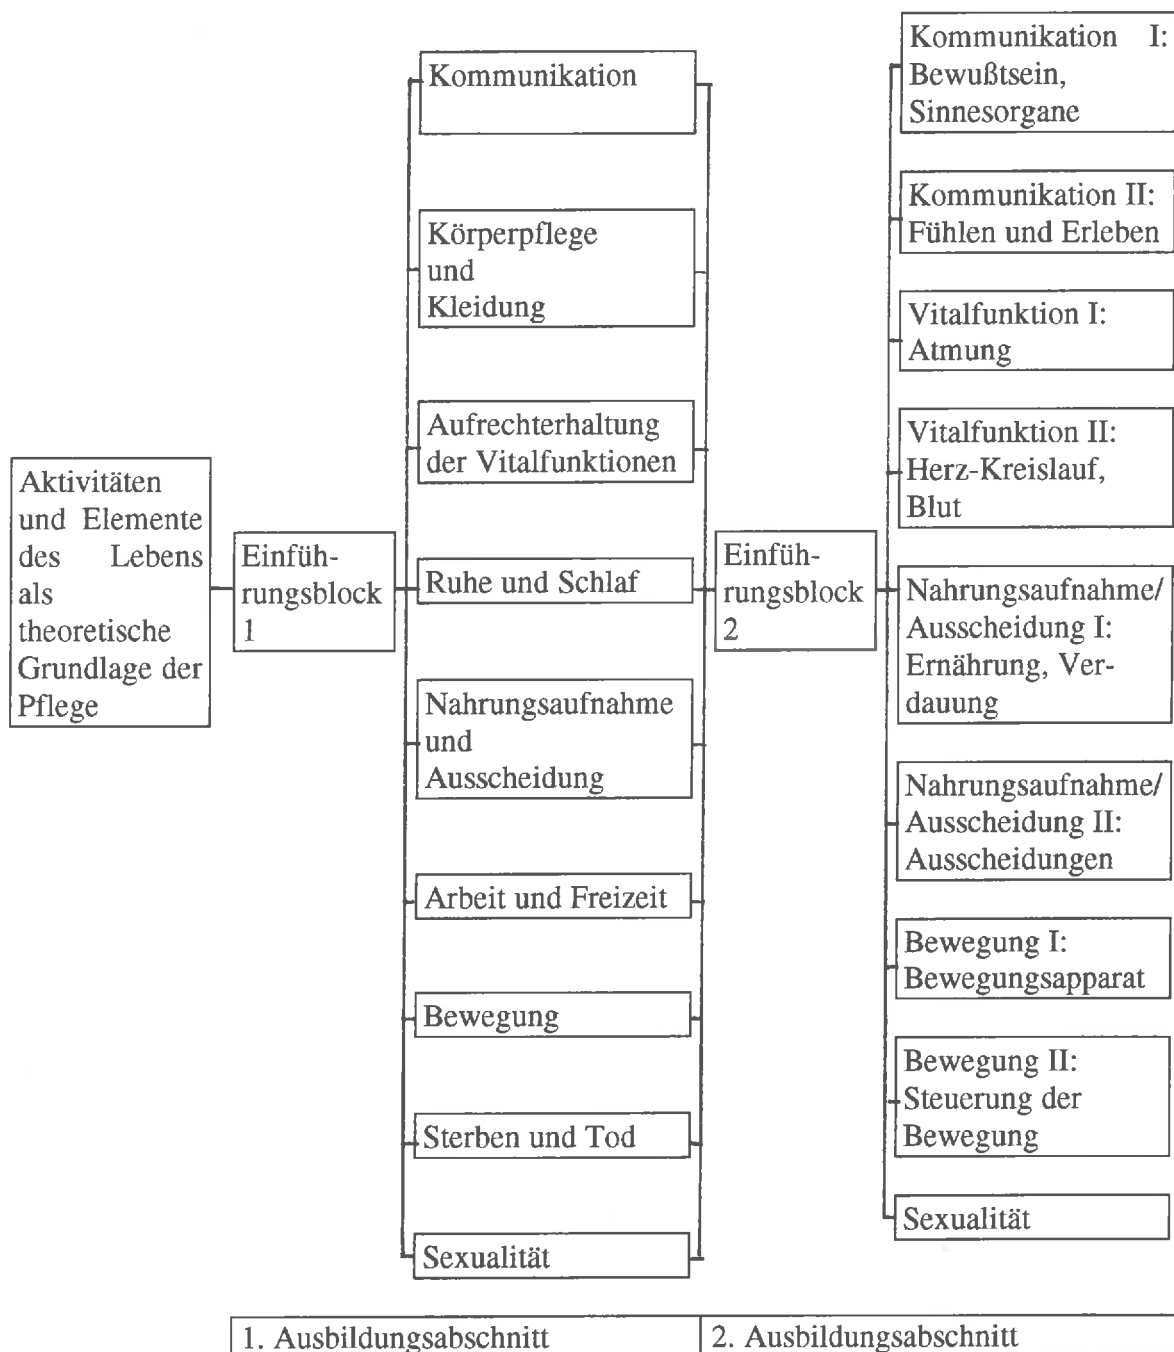 Aktivitäten
und Elemente
des Lebens
als
theoretische
Grundlage der
Pflege
Einfüh-
rungsblock
1
Kommunikation
Körperpflege
und
Kleidung
Aufrechterhaltung
der Vitalfunktionen
Ruhe und Schlaf
Nahrungsaufnahme
und
Ausscheidung
Arbeit und Freizeit
Bewegung
Sterben und Tod
Sexualität
Einfüh-
rungsblock
2
Kommunikation I:
Bewußtsein,
Sinnesorgane
Kommunikation II:
Fühlen und Erleben
Vitalfunktion I:
Atmung
Vitalfunktion II:
Herz-Kreislauf,
Blut
Nahrungsaufnahme/
Ausscheidung I:
Ernährung, Ver-
dauung
Nahrungsaufnahme/
Ausscheidung II:
Ausscheidungen
Bewegung I:
Bewegungsapparat
Bewegung II:
Steuerung der
Bewegung
Sexualität
1. Ausbildungsabschnitt
2. Ausbildungsabschnitt